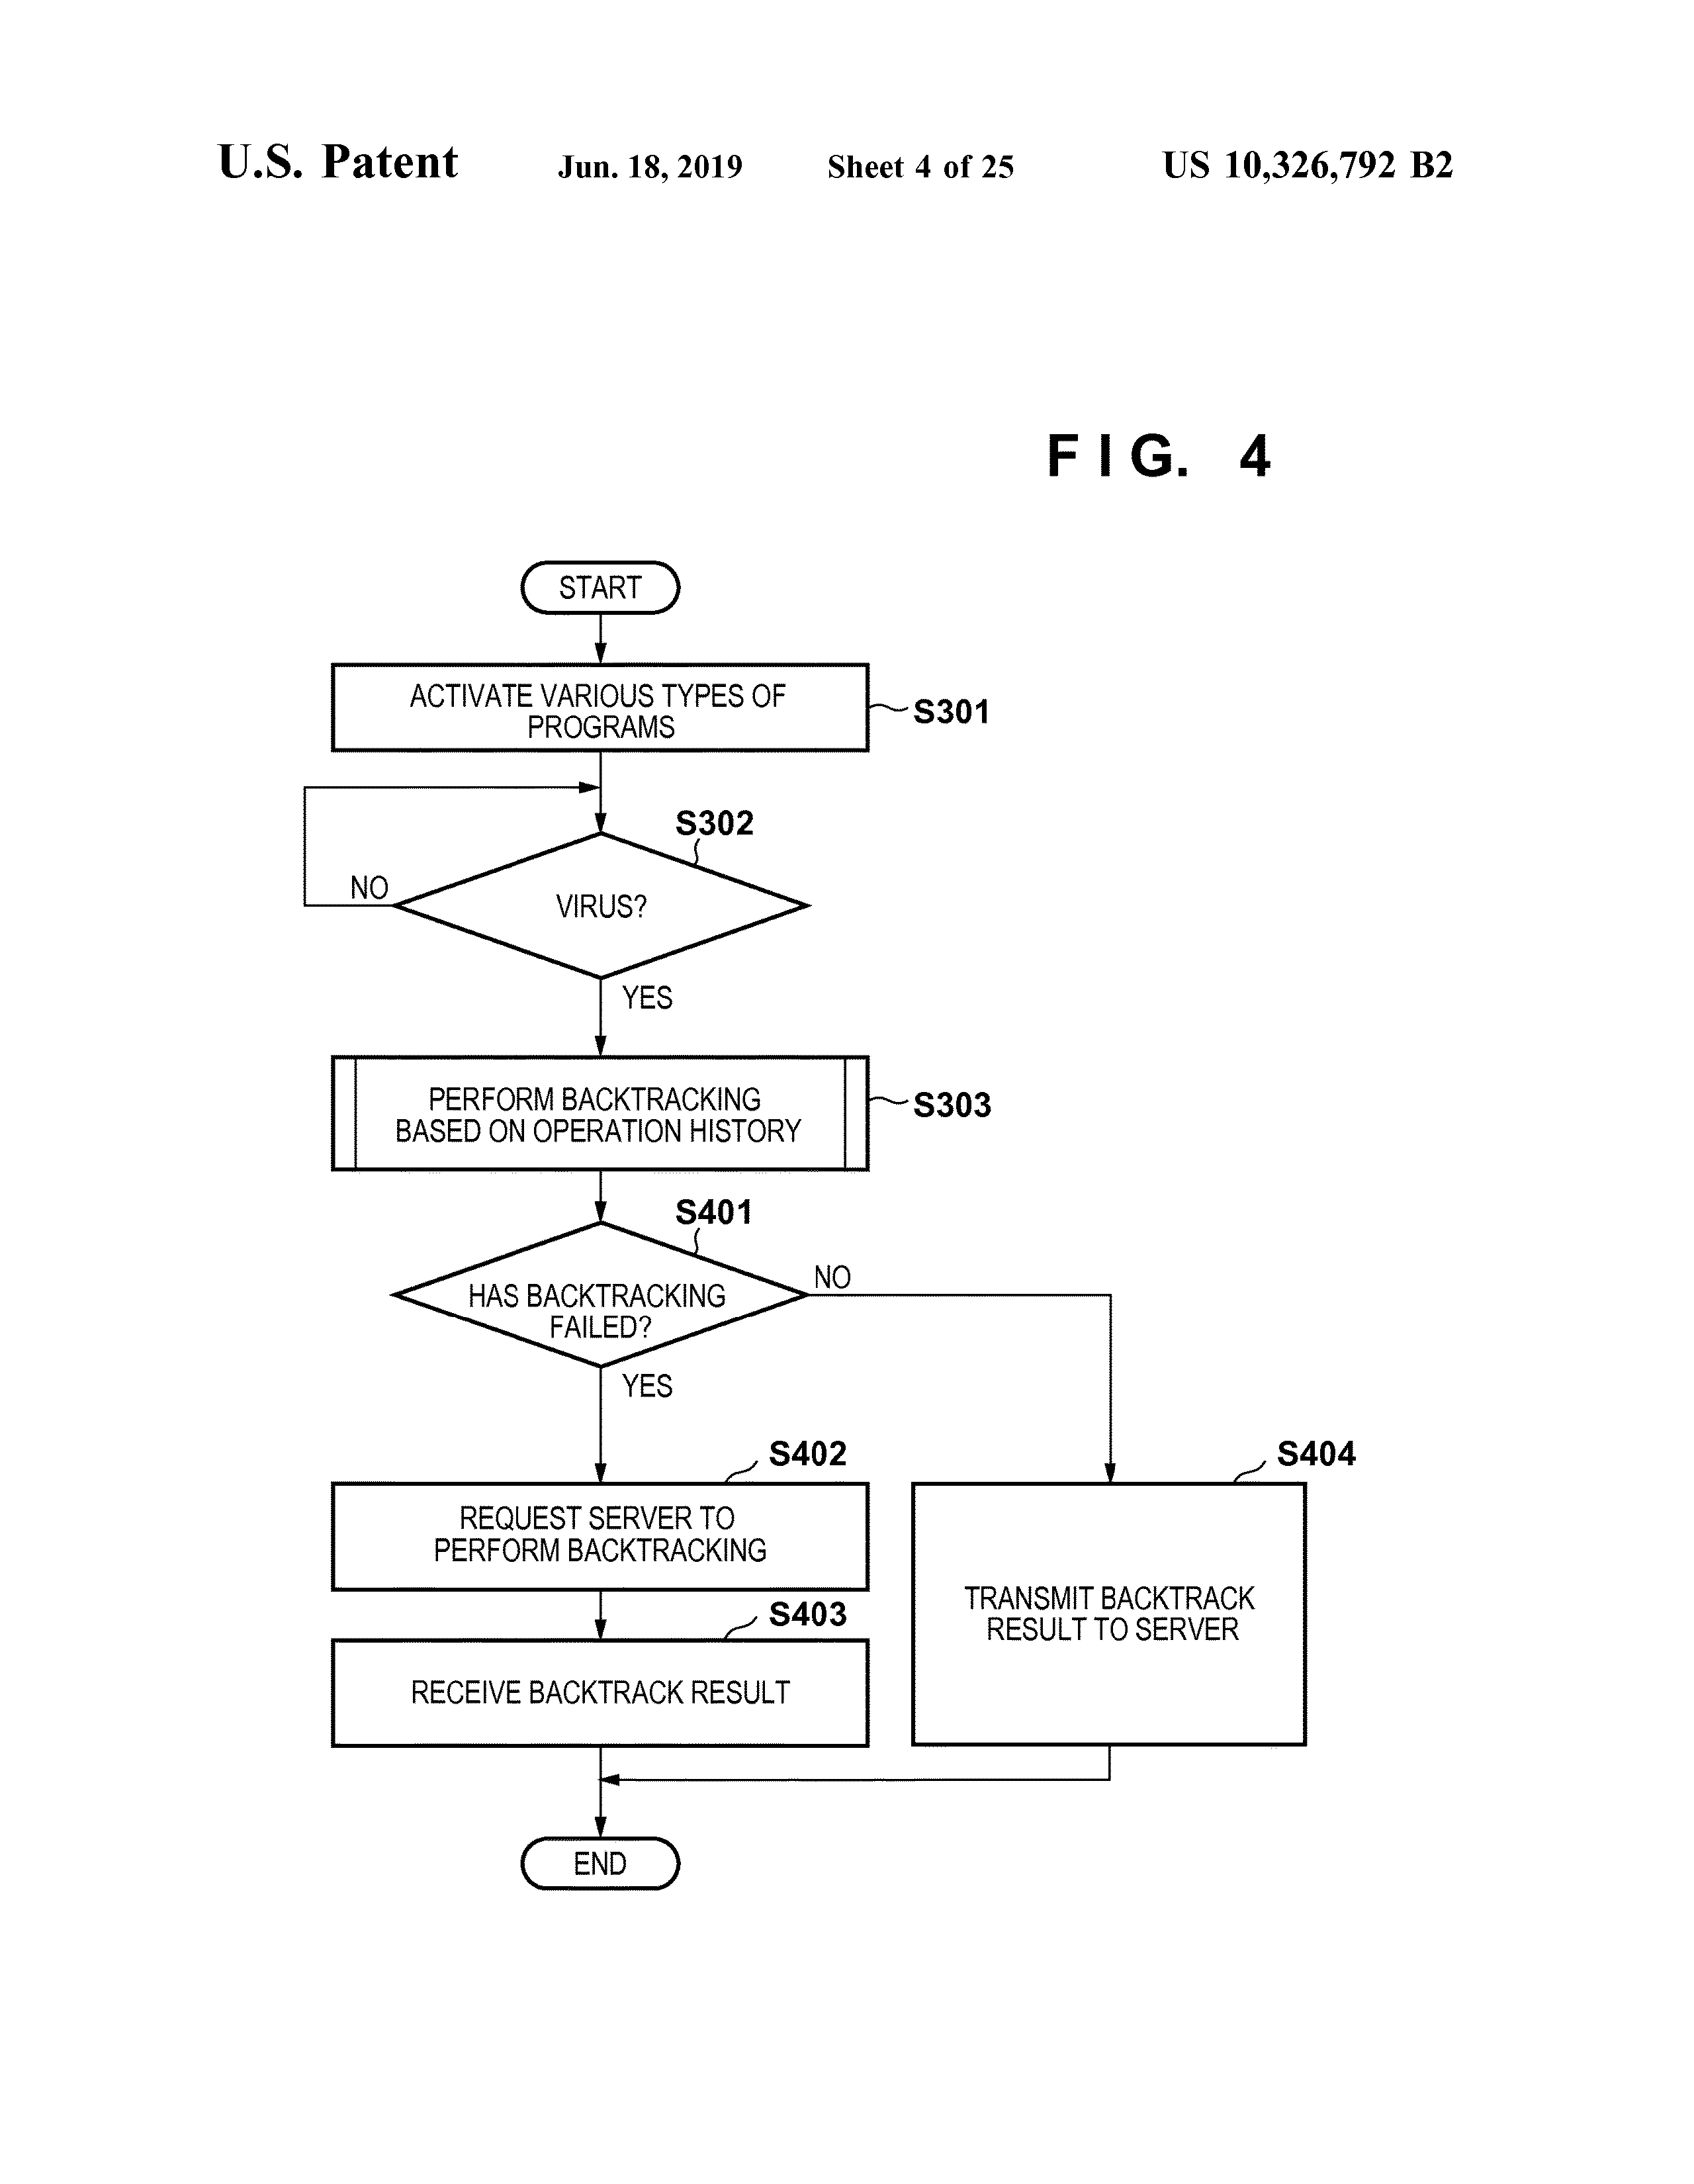 U.S. Patent Jun. 18, 2019 Sheet 4 of 25 US 10,326,792 B2
FIG. 4
START
ACTIVATE VARIOUS TYPES OF
PROGRAMS
S301
S302
NO
VIRUS?
YES
PERFORM BACKTRACKING
BASED ON OPERATION HISTORY
S303
S401
HAS BACKTRACKING
FAILED?
NO
YES
S402
REQUEST SERVER TO
PERFORM BACKTRACKING
S403
RECEIVE BACKTRACK RESULT
S404
TRANSMIT BACKTRACK
RESULT TO SERVER
END